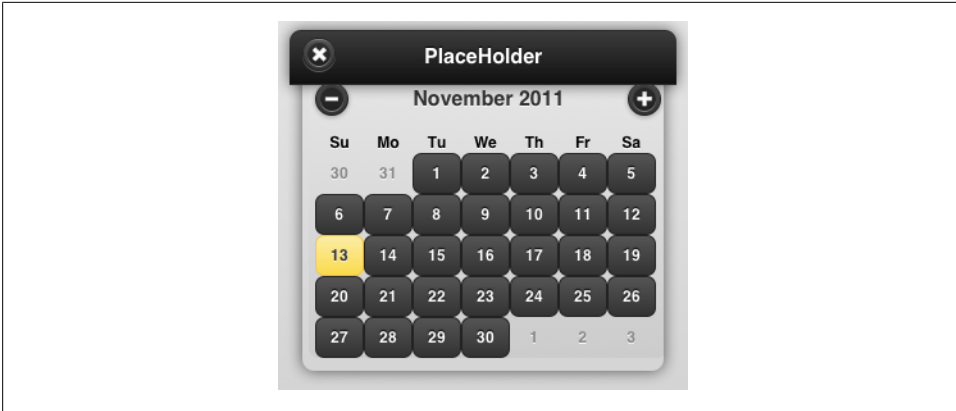 PlaceHolder
November 2011
Su Mo Tu We Th Fr Sa
30 31 1 2 3 4 5
6 7 8 9 10 11 12
13 14 15 16 17 18 19
20 21 22 23 24 25 26
27 28 29 30 1 2 3